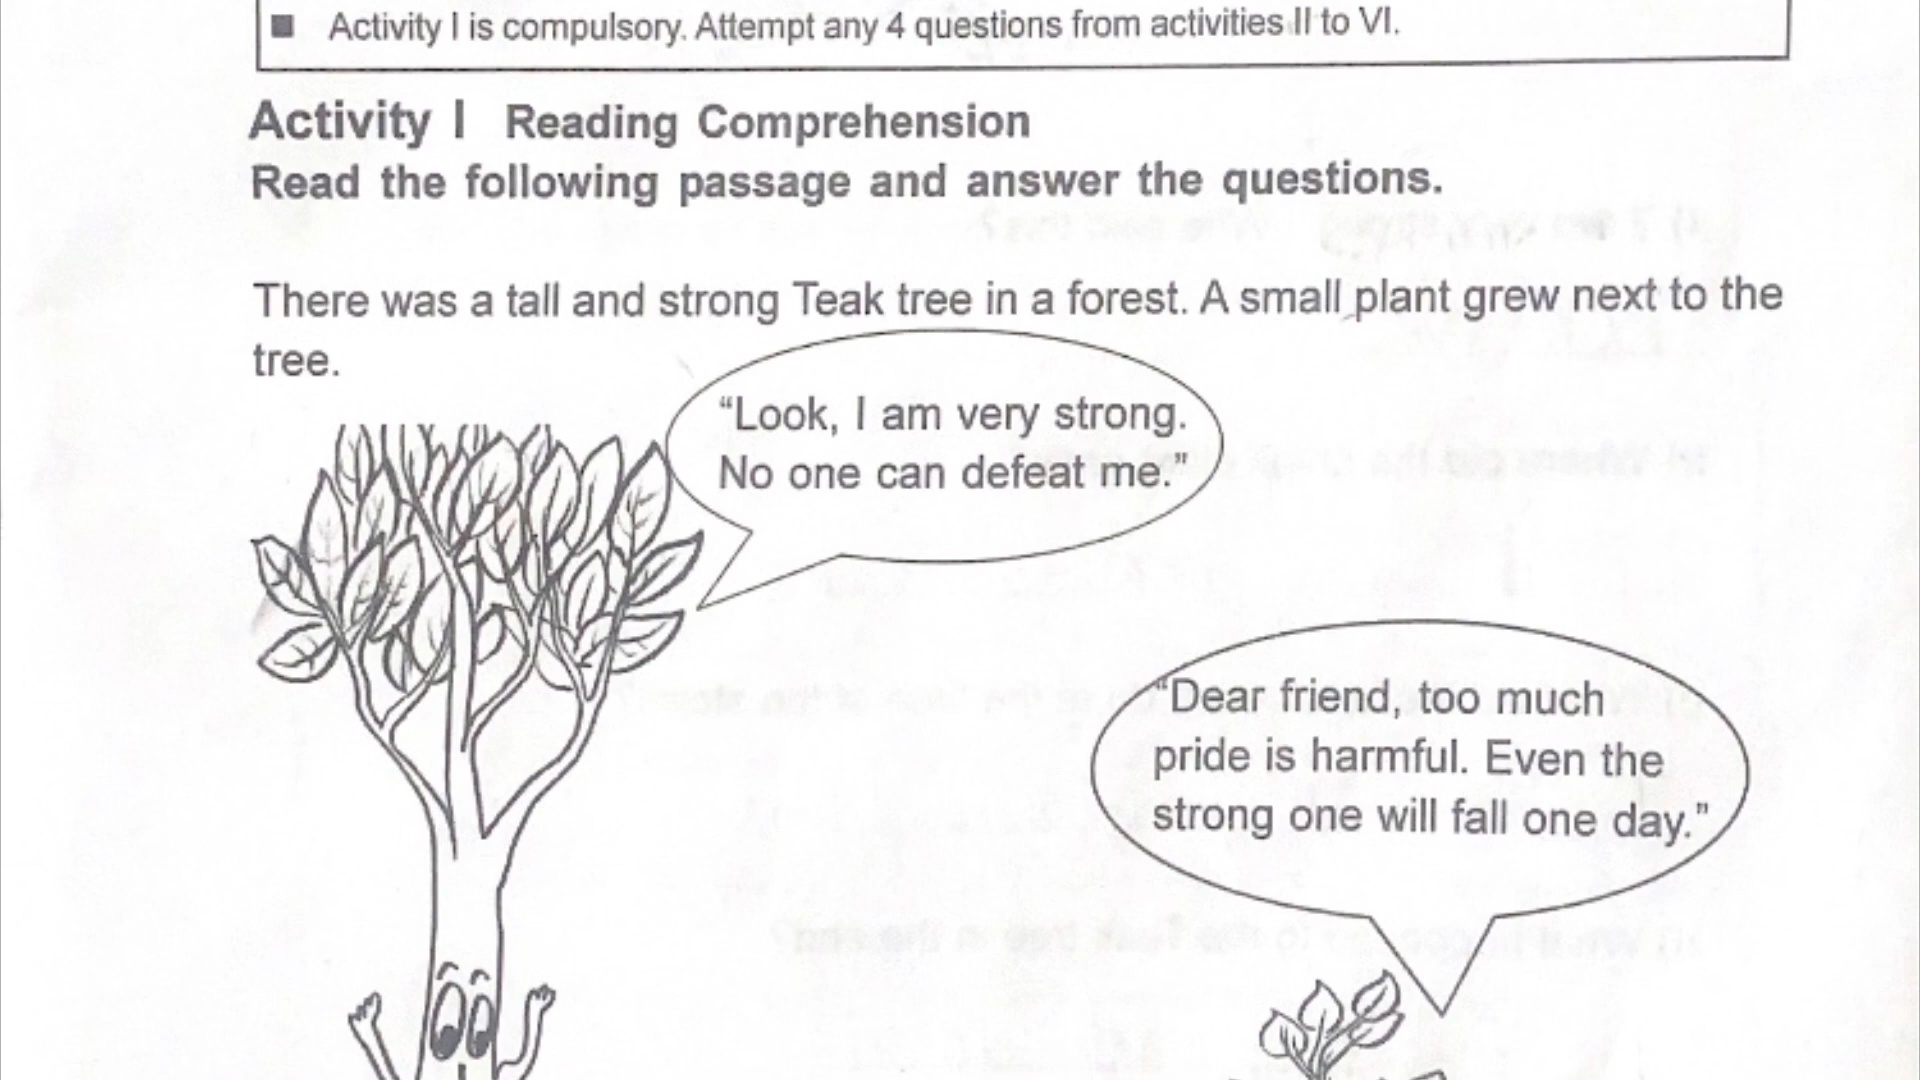 ■ Activity I is compulsory. Attempt any 4 questions from activities II to VI.
Activity I Reading Comprehension
Read the following passage and answer the questions.
There was a tall and strong Teak tree in a forest. A small plant grew next to the
tree.
“Look, I am very strong.
No one can defeat me.”
“Dear friend, too much
pride is harmful. Even the
strong one will fall one day.”